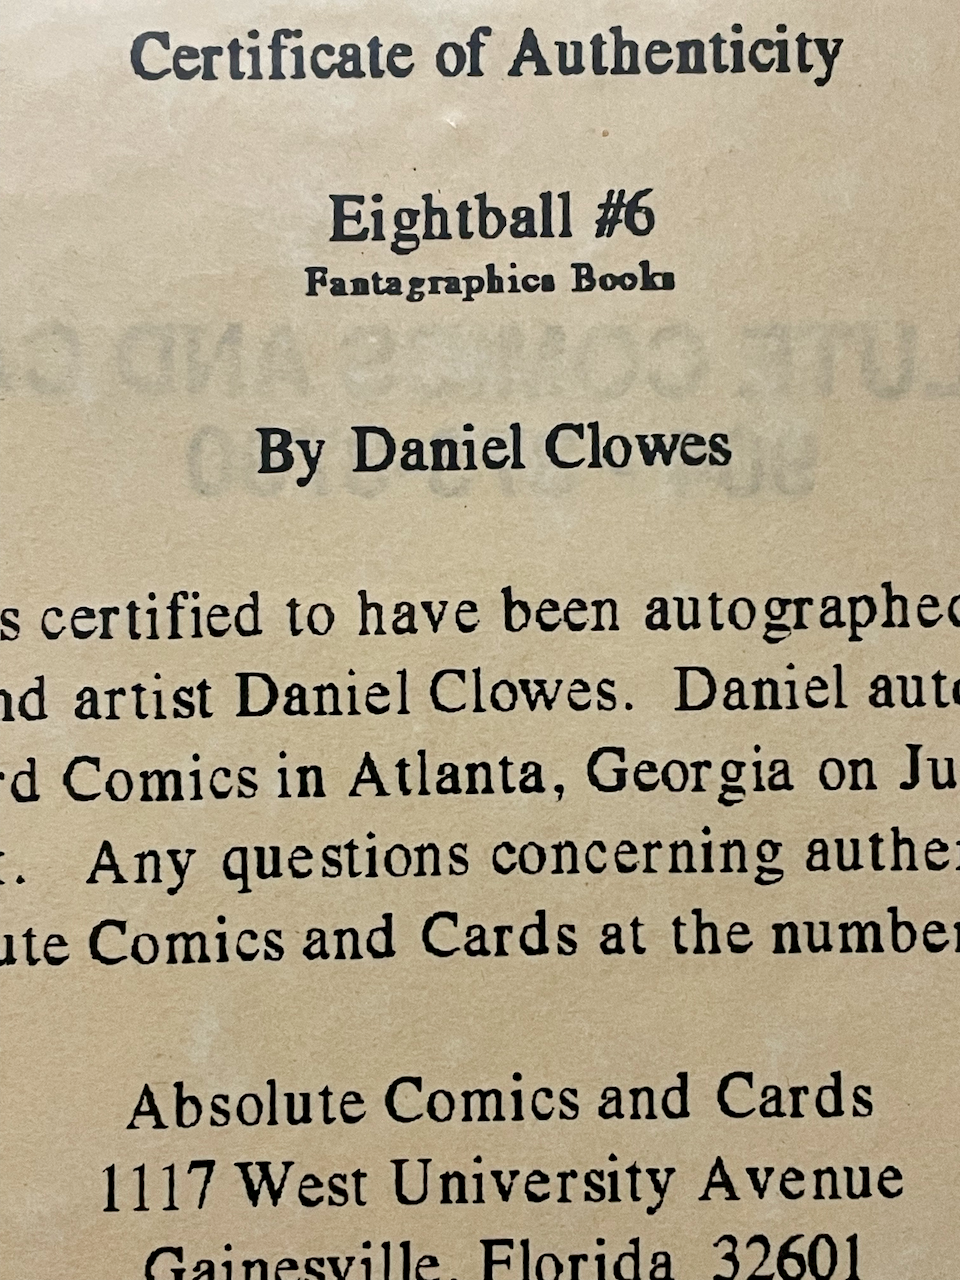 Certificate of Authenticity
Eightball #6
Fantagraphics Books
By Daniel Clowes
s certified to have been autographed
nd artist Daniel Clowes. Daniel auto
rd Comics in Atlanta, Georgia on Ju
. Any questions concerning authe
ute Comics and Cards at the number
Absolute Comics and Cards
1117 West University Avenue
Gainesville, Florida 32601